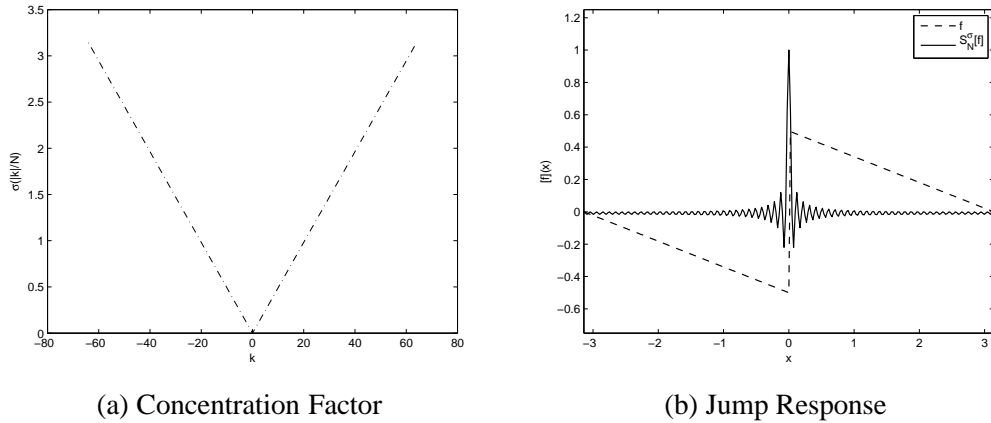 3.5
3
2.5
2
1.5
1
0.5
0
−80 −60 −40 −20 0 20 40 60 80
k
σ(|k|/N)
(a) Concentration Factor
1.2
1
0.8
0.6
0.4
0.2
0
−0.2
−0.4
−0.6
−3 −2 −1 0 1 2 3
x
[f](x)
f
S_N^σ[f]
(b) Jump Response